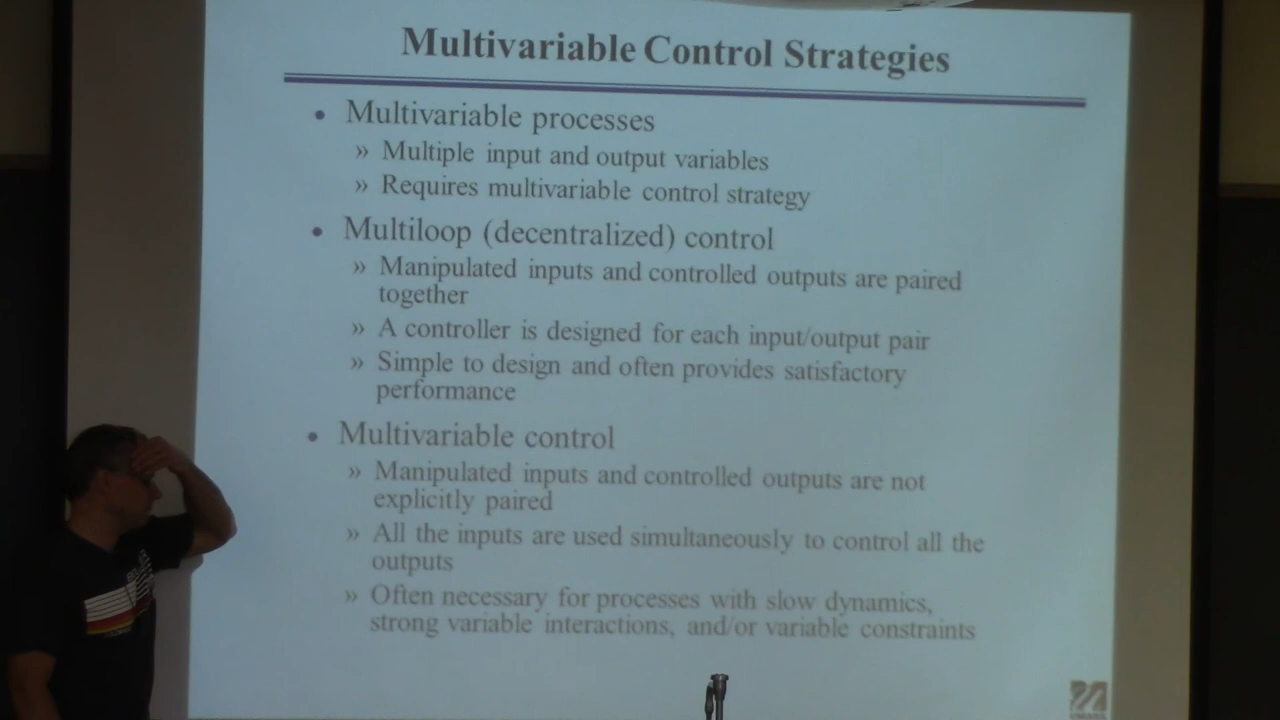 Multivariable Control Strategies
• Multivariable processes
» Multiple input and output variables
» Requires multivariable control strategy
• Multiloop (decentralized) control
» Manipulated inputs and controlled outputs are paired
together
» A controller is designed for each input/output pair
» Simple to design and often provides satisfactory
performance
• Multivariable control
» Manipulated inputs and controlled outputs are not
explicitly paired
» All the inputs are used simultaneously to control all the
outputs
» Often necessary for processes with slow dynamics,
strong variable interactions, and/or variable constraints